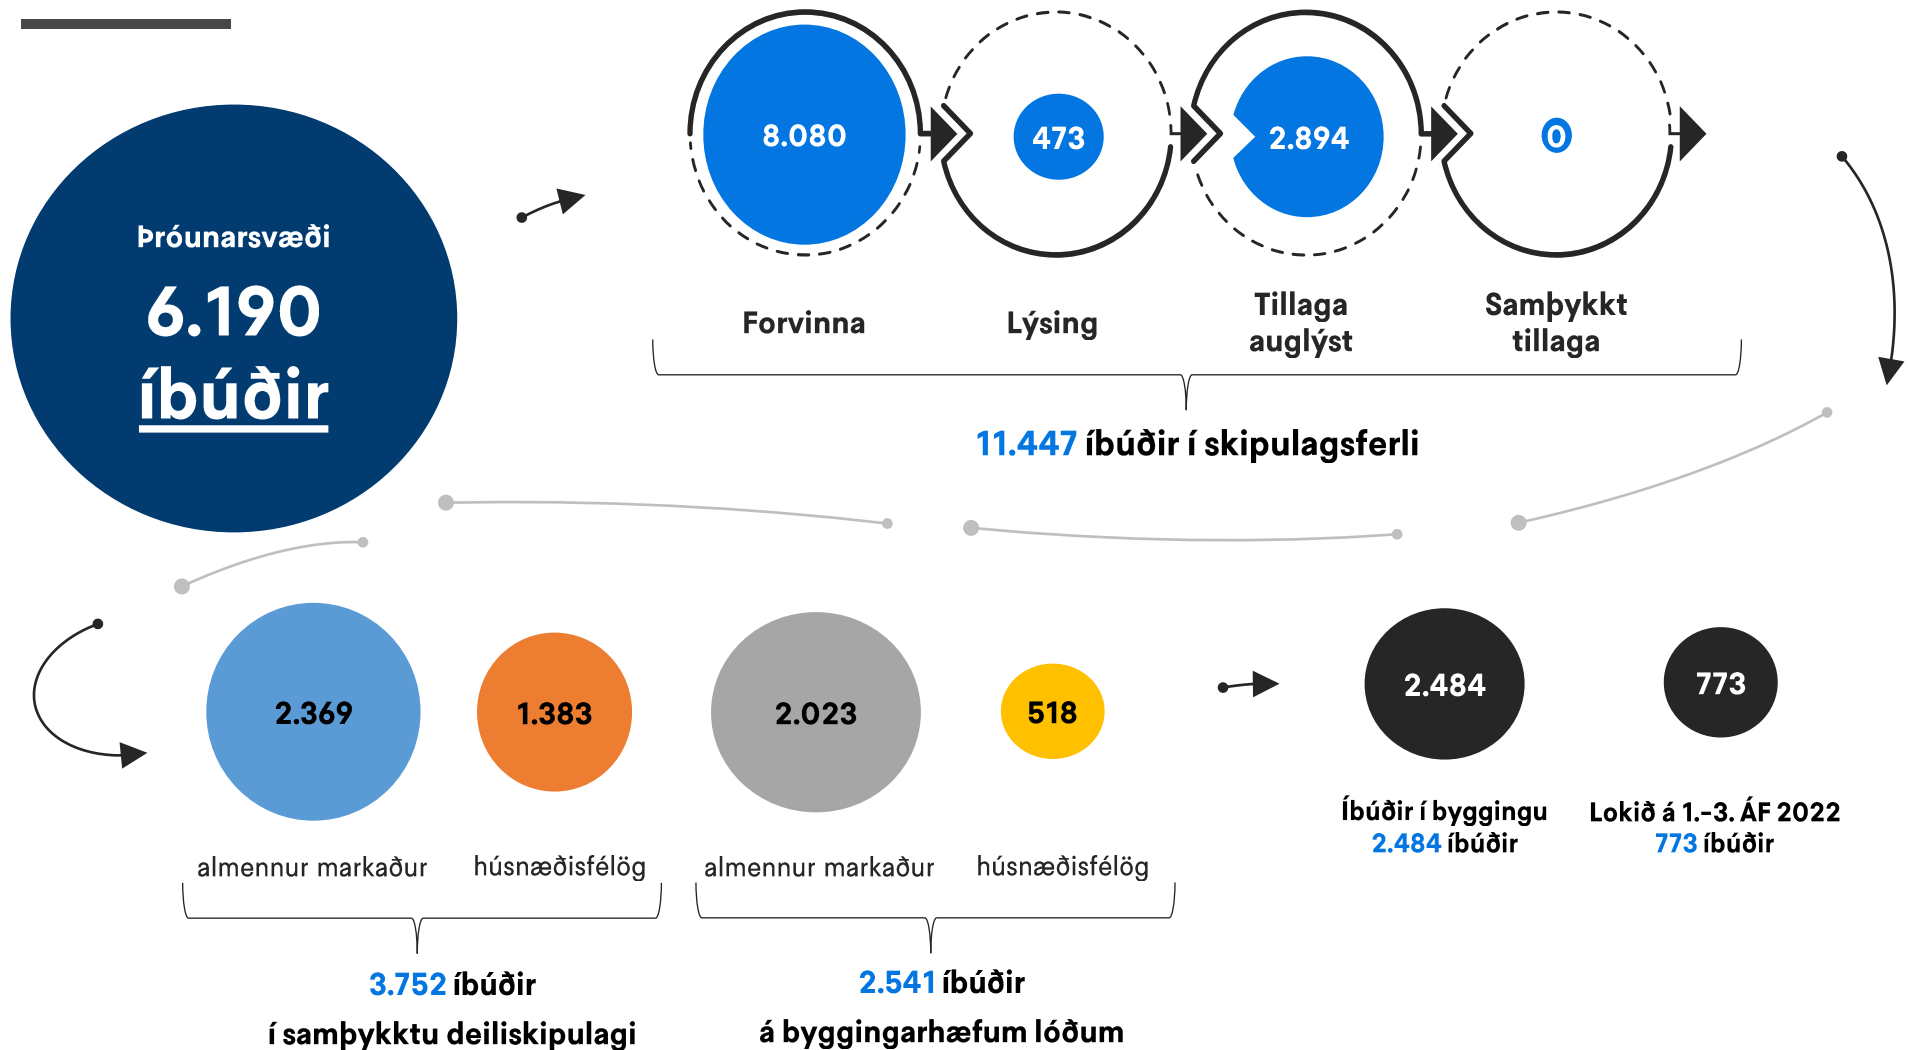 Þróunarsvæði
6.190
íbúðir
8.080
473
2.894
0
Forvinna
Lýsing
Tillaga
auglýst
Samþykkt
tillaga
11.447 íbúðir í skipulagsferli
2.369
1.383
2.023
518
2.484
773
almennur markaður
húsnæðisfélög
almennur markaður
húsnæðisfélög
Íbúðir í byggingu
2.484 íbúðir
Lokið á 1.-3. ÁF 2022
773 íbúðir
3.752 íbúðir
í samþykktu deiliskipulagi
2.541 íbúðir
á byggingarhæfum lóðum